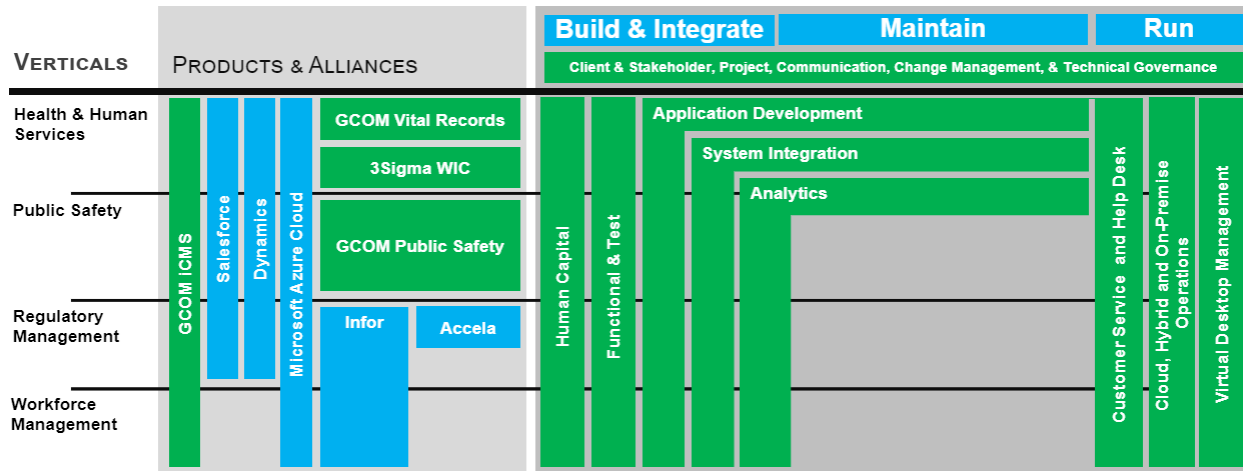 Build & Integrate
Maintain
Run
VERTICALS
PRODUCTS & ALLIANCES
Client & Stakeholder, Project, Communication, Change Management, & Technical Governance
Health & Human
Services
Public Safety
Regulatory
Management
Workforce
Management
GCOM iCMS
Salesforce
Dynamics
Microsoft Azure Cloud
GCOM Vital Records
3Sigma WIC
GCOM Public Safety
Infor
Accela
Human Capital
Functional & Test
Application Development
System Integration
Analytics
Customer Service and Help Desk
Cloud, Hybrid and On-Premise
Operations
Virtual Desktop Management